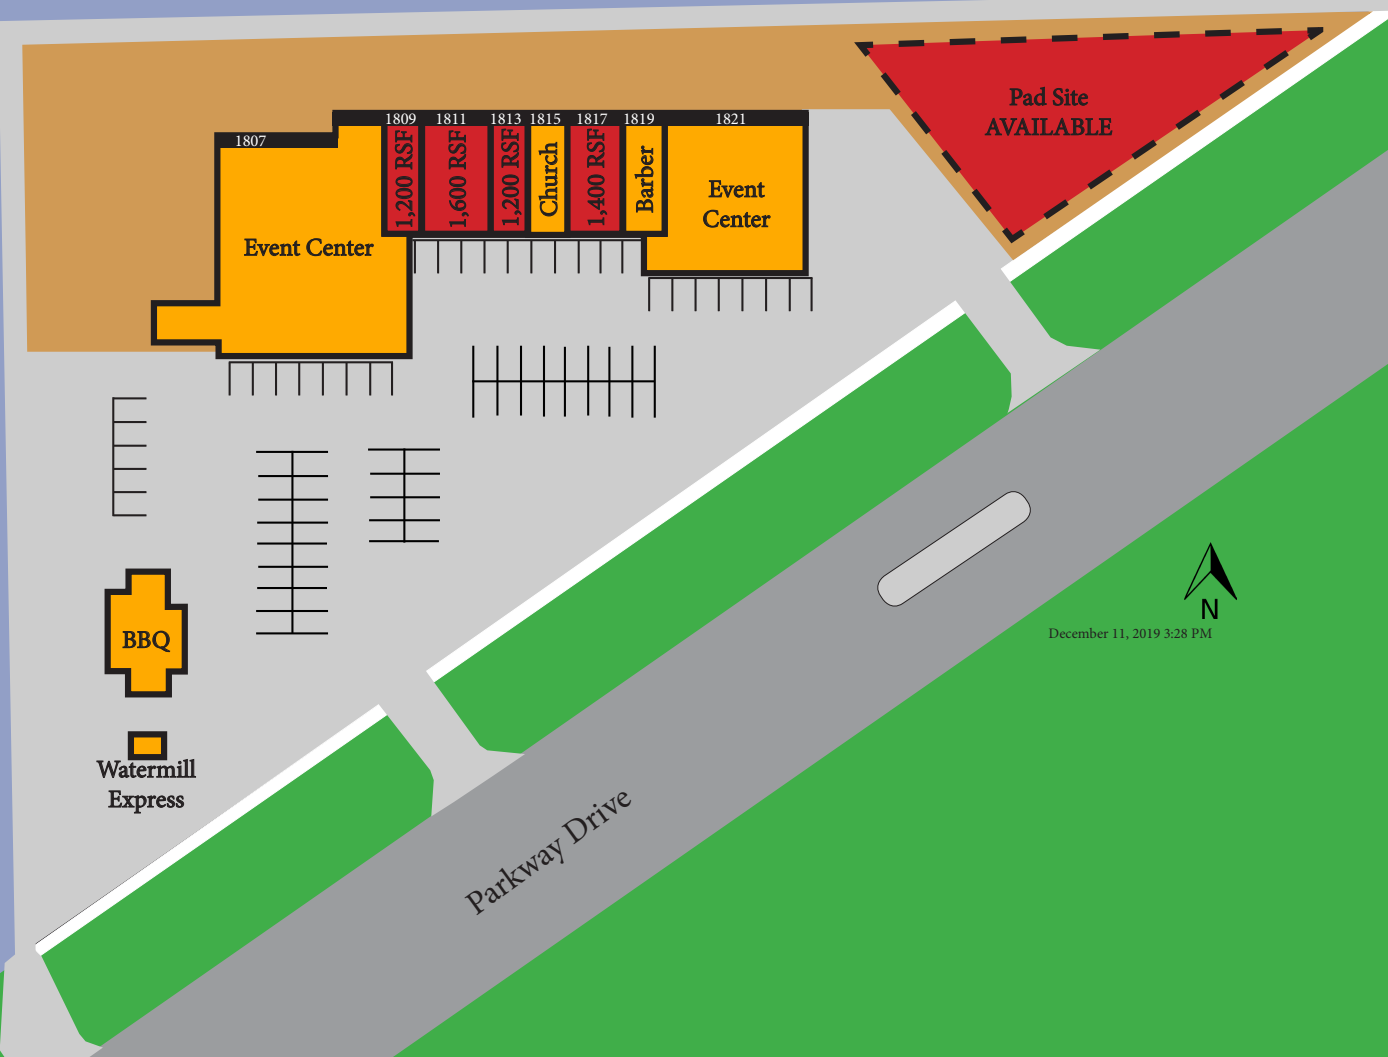 Pad Site
AVAILABLE
1807
1809
1811
1813
1815
1817
1819
1821
1,200 RSF
1,600 RSF
1,200 RSF
Church
1,400 RSF
Barber
Event
Center
Event Center
BBQ
Watermill
Express
Parkway Drive
N
December 11, 2019 3:28 PM